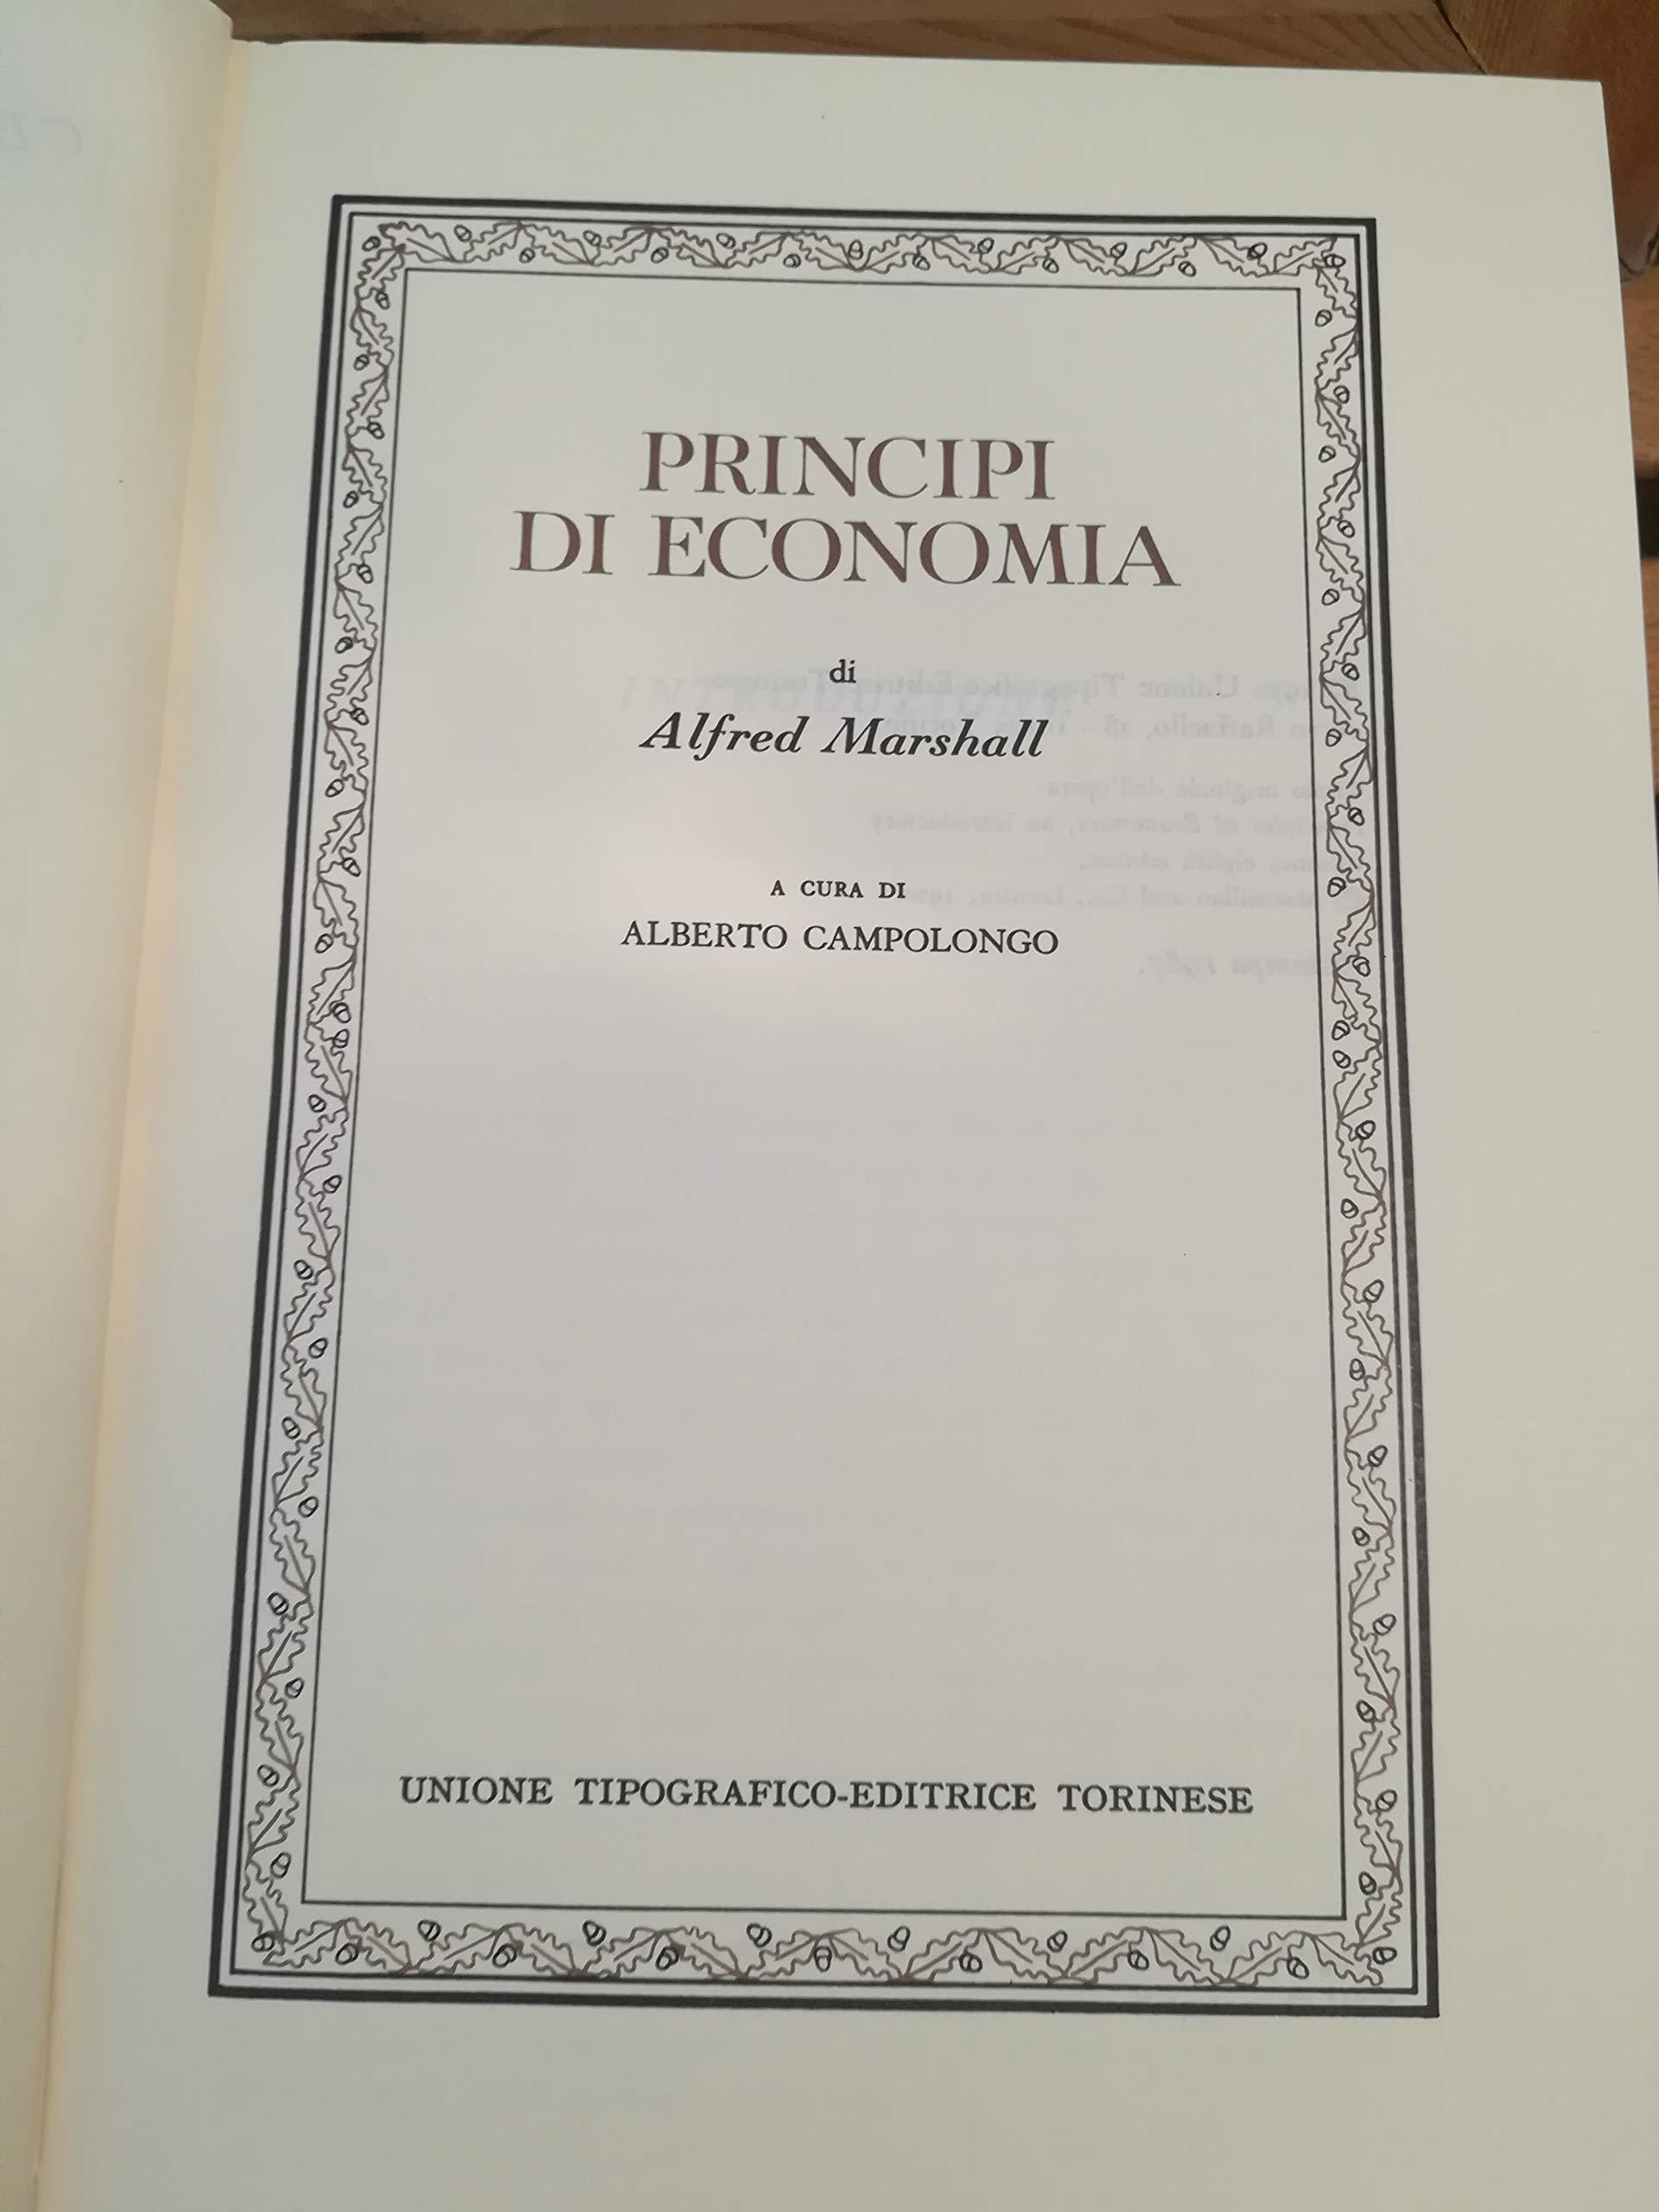 PRINCIPI
DI ECONOMIA
di
Alfred Marshall
A CURA DI
ALBERTO CAMPOLONGO
UNIONE TIPOGRAFICO-EDITRICE TORINESE